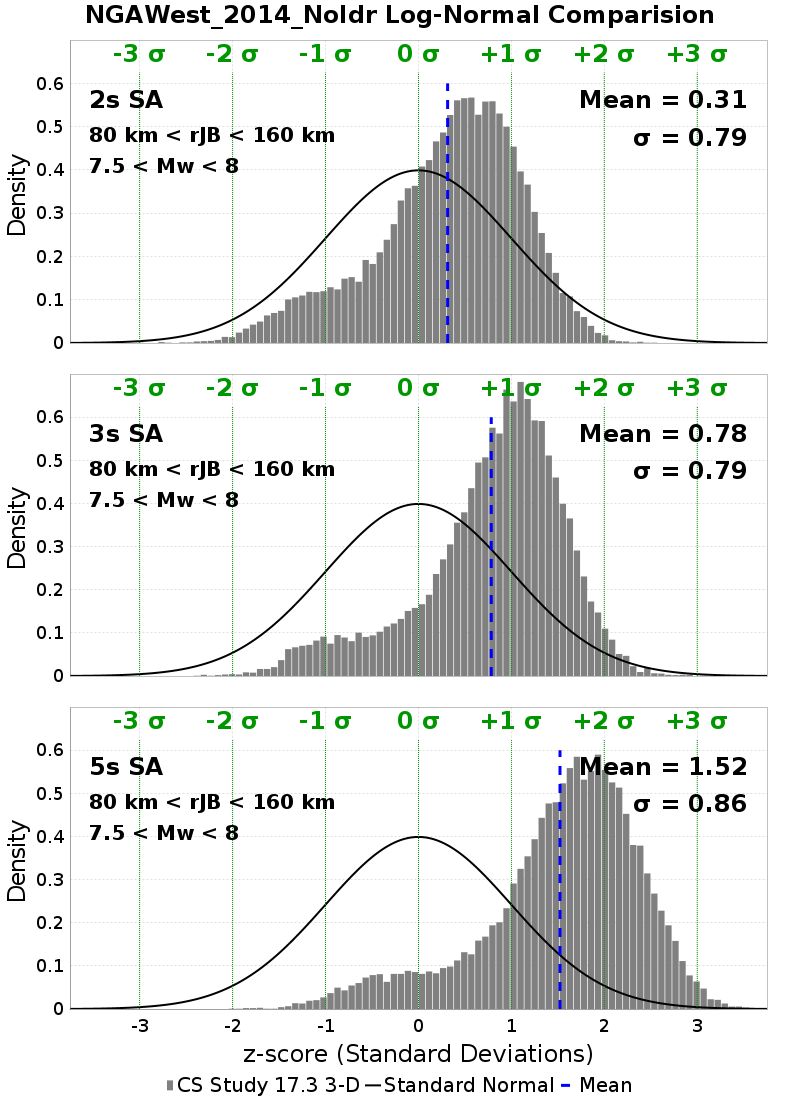 NGAWest_2014_NoIdr Log-Normal Comparision
-3 σ -2 σ -1 σ 0 σ +1 σ +2 σ +3 σ
0.6
2s SA Mean = 0.31
0.5
80 km < rJB < 160 km σ = 0.79
0.4
7.5 < Mw < 8
0.3
0.2
0.1
0
Density
-3 σ -2 σ -1 σ 0 σ +1 σ +2 σ +3 σ
0.6
3s SA Mean = 0.78
0.5
80 km < rJB < 160 km σ = 0.79
0.4
7.5 < Mw < 8
0.3
0.2
0.1
0
Density
-3 σ -2 σ -1 σ 0 σ +1 σ +2 σ +3 σ
0.6
5s SA Mean = 1.52
0.5
80 km < rJB < 160 km σ = 0.86
0.4
7.5 < Mw < 8
0.3
0.2
0.1
0
Density
-3 -2 -1 0 1 2 3
z-score (Standard Deviations)
CS Study 17.3 3-D Standard Normal Mean